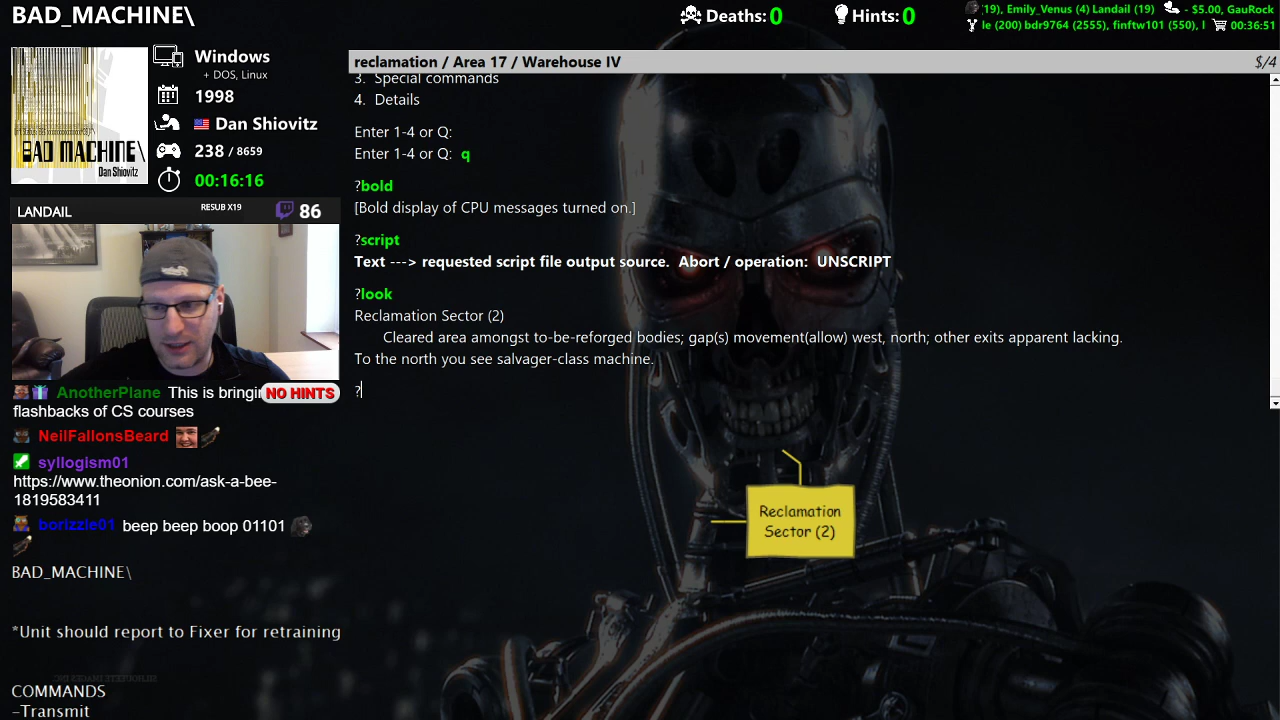 BAD_MACHINE\
Deaths: 0
Hints: 0
'19), Emily_Venus (4) Landail (19)
- $5.00, GauRock
le (200) bdr9764 (2555), finftw101 (550), l
00:36:51
BAD MACHINE\
Dan Shiovitz
Windows
+ DOS, Linux
1998
Dan Shiovitz
238 / 8659
00:16:16
LANDAIL
RESUB X19
86
reclamation / Area 17 / Warehouse IV
$/4
3. Special commands
4. Details
Enter 1-4 or Q:
Enter 1-4 or Q: q
?bold
[Bold display of CPU messages turned on.]
?script
Text ---> requested script file output source. Abort / operation: UNSCRIPT
?look
Reclamation Sector (2)
Cleared area amongst to-be-reforged bodies; gap(s) movement(allow) west, north; other exits apparent lacking.
To the north you see salvager-class machine.
?
Reclamation
Sector (2)
AnotherPlane This is bringi
NO HINTS
flashbacks of CS courses
NeilFallonsBeard
syllogism01
https://www.theonion.com/ask-a-bee-
1819583411
borizzle01 beep beep boop 01101
BAD_MACHINE\
*Unit should report to Fixer for retraining
COMMANDS
-Transmit